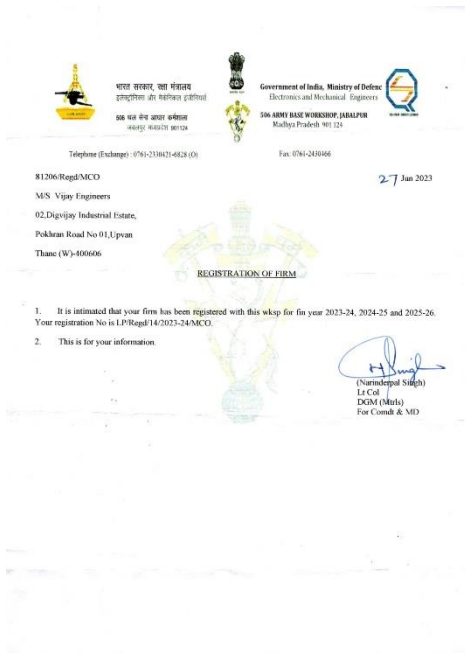 भारत सरकार, रक्षा मंत्रालय
इलेक्ट्रोनिक्स और मैकेनिकल इंजीनियर्स
506 थल सेना आधार कर्मशाला
जबलपुर मध्यप्रदेश 901124
Government of India, Ministry of Defenc
Electronics and Mechanical Engineers
506 ARMY BASE WORKSHOP, JABALPUR
Madhya Pradesh 901 124
Telephone (Exchange) : 0761-2330421-6828 (O)
Fax: 0761-2430466
81206/Regd/MCO
27 Jun 2023
M/S Vijay Engineers
02,Digvijay Industrial Estate,
Pokhran Road No 01,Upvan
Thane (W)-400606
REGISTRATION OF FIRM
1. It is intimated that your firm has been registered with this wksp for fin year 2023-24, 2024-25 and 2025-26.
Your registration No is LP/Regd/14/2023-24/MCO.
2. This is for your information.
(Narinderpal Singh)
Lt Col
DGM (Mtrls)
For Comdt & MD